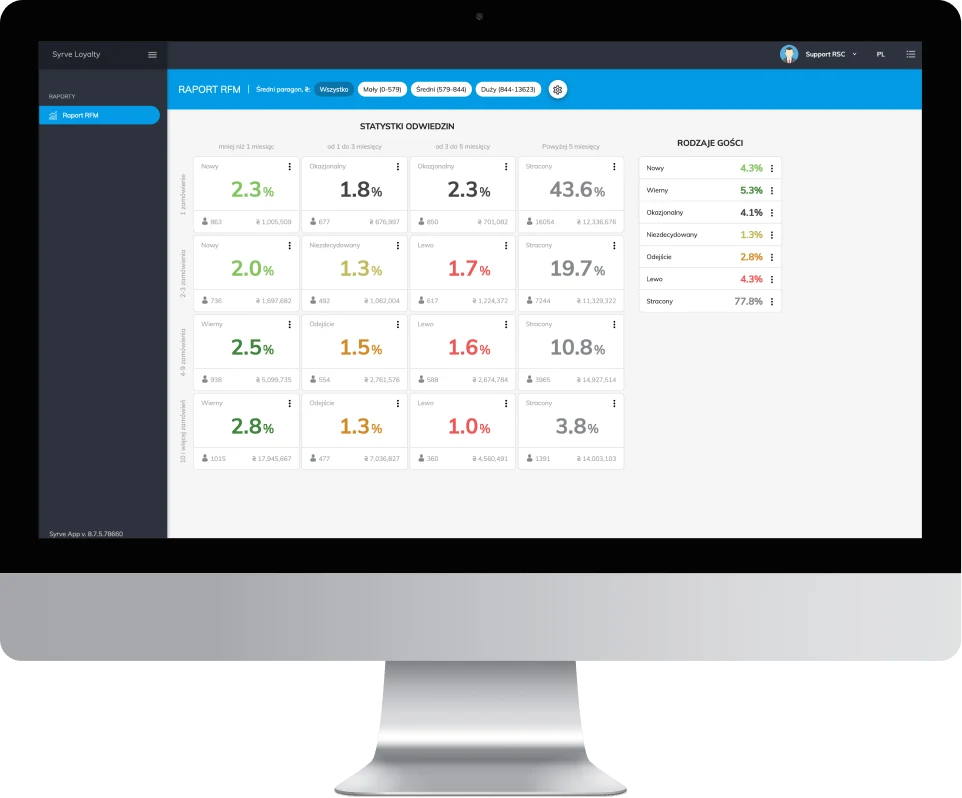 Syrve Loyalty
Support RSC
PL
RAPORTY
Raport RFM
RAPORT RFM | Średni paragon, ₴: Wszystko Mały (0-579) Średni (579-844) Duży (844-13623)
STATYSTKI ODWIEDZIN
mniej niż 1 miesiąc od 1 do 3 miesięcy od 3 do 5 miesięcy Powyżej 5 miesięcy
1 zamówienie
Nowy Okazjonalny Okazjonalny Stracony
2.3% 1.8% 2.3% 43.6%
863 ₴ 1,005,509 677 ₴ 676,997 850 ₴ 701,082 16054 ₴ 12,336,678
2-3 zamówienia
Nowy Niezdecydowany Lewo Stracony
2.0% 1.3% 1.7% 19.7%
736 ₴ 1,697,682 492 ₴ 1,062,004 617 ₴ 1,224,372 7244 ₴ 11,329,322
4-9 zamówienia
Wierny Odejście Lewo Stracony
2.5% 1.5% 1.6% 10.8%
938 ₴ 5,099,735 554 ₴ 2,761,576 588 ₴ 2,674,784 3965 ₴ 14,927,514
10 i więcej zamówień
Wierny Odejście Lewo Stracony
2.8% 1.3% 1.0% 3.8%
1015 ₴ 17,945,667 477 ₴ 7,036,827 360 ₴ 4,560,491 1391 ₴ 14,003,103
RODZAJE GOŚCI
Nowy 4.3%
Wierny 5.3%
Okazjonalny 4.1%
Niezdecydowany 1.3%
Odejście 2.8%
Lewo 4.3%
Stracony 77.8%
Syrve App v. 8.7.5.78660